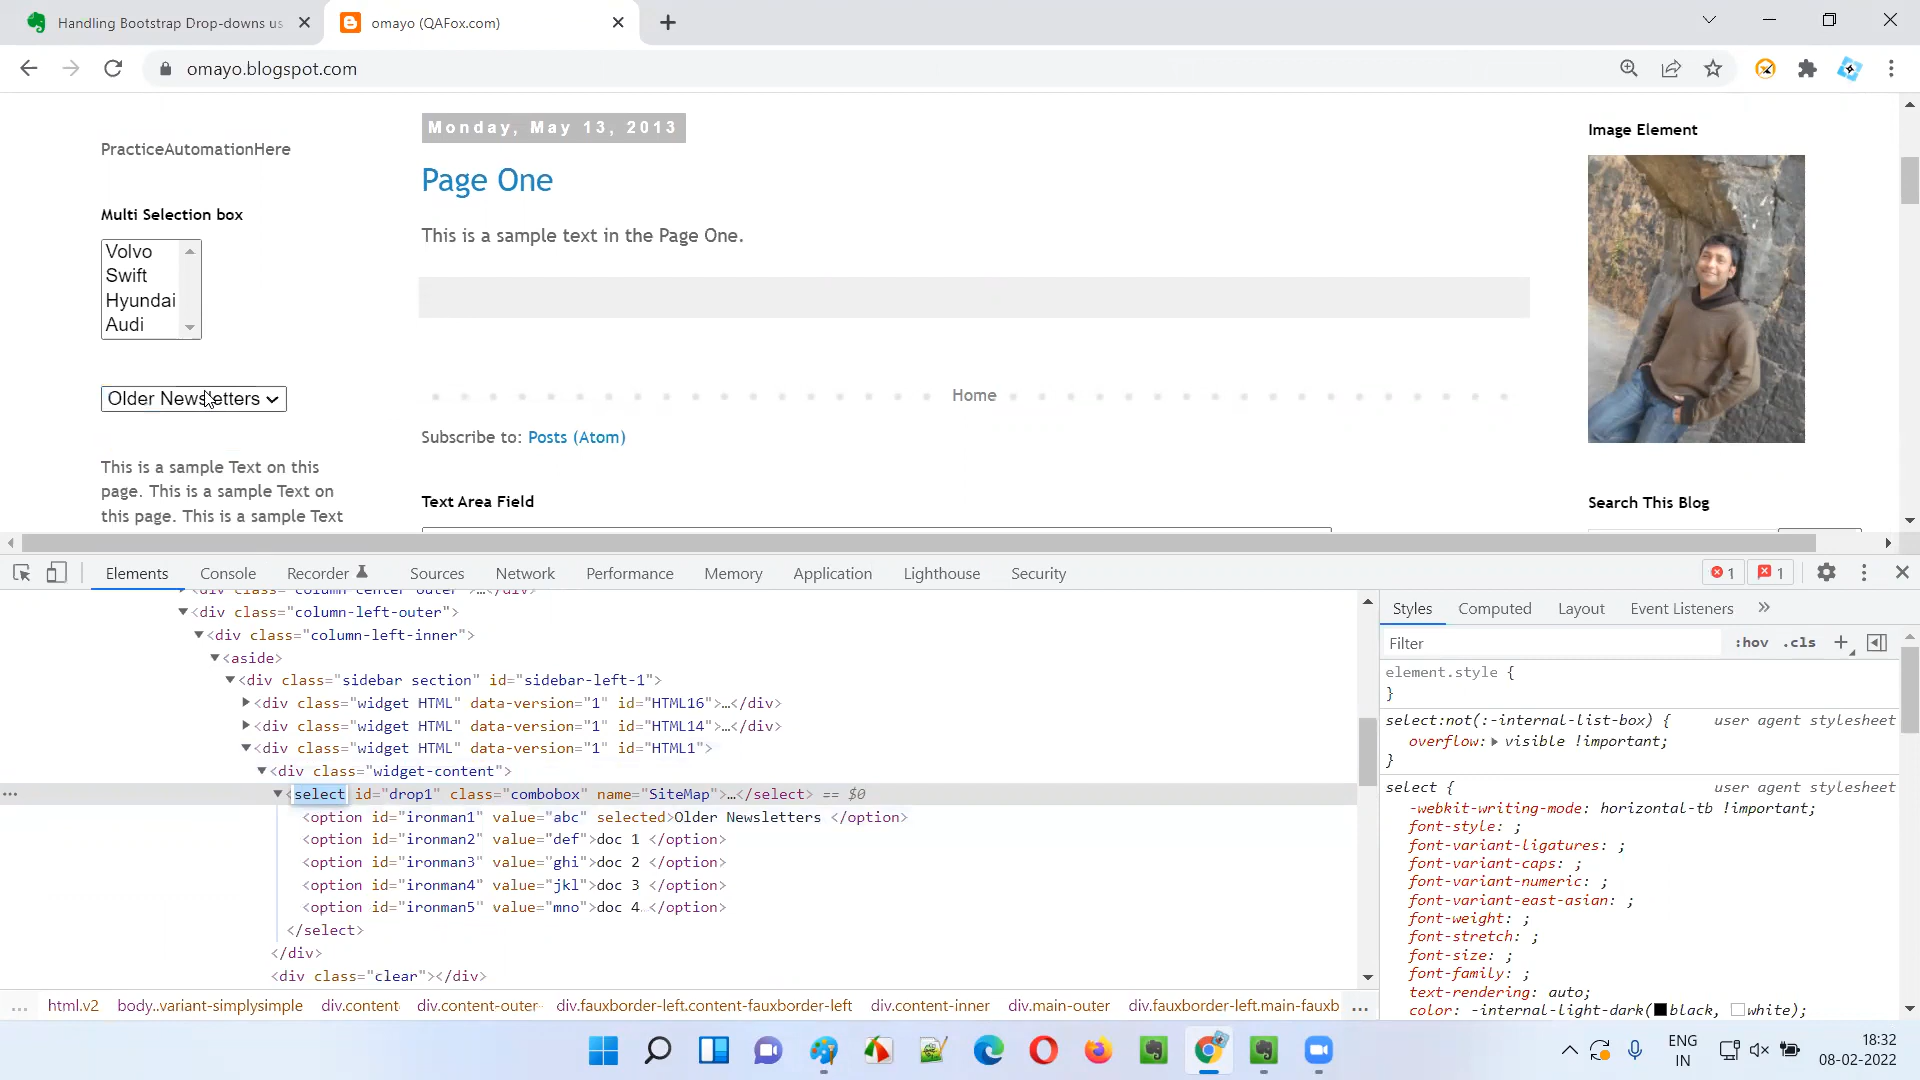 Handling Bootstrap Drop-downs us
omayo (QAFox.com)
omayo.blogspot.com
PracticeAutomationHere
Multi Selection box
Volvo
Swift
Hyundai
Audi
Older Newsletters
This is a sample Text on this
page. This is a sample Text on
this page. This is a sample Text
Monday, May 13, 2013
Page One
This is a sample text in the Page One.
Home
Subscribe to: Posts (Atom)
Text Area Field
Image Element
Search This Blog
Elements Console Recorder Sources Network Performance Memory Application Lighthouse Security
1 1
<div class="column-center-outer">…</div>
<div class="column-left-outer">
<div class="column-left-inner">
<aside>
<div class="sidebar section" id="sidebar-left-1">
<div class="widget HTML" data-version="1" id="HTML16">…</div>
<div class="widget HTML" data-version="1" id="HTML14">…</div>
<div class="widget HTML" data-version="1" id="HTML1">
<div class="widget-content">
… <select id="drop1" class="combobox" name="SiteMap">…</select> == $0
<option id="ironman1" value="abc" selected>Older Newsletters </option>
<option id="ironman2" value="def">doc 1 </option>
<option id="ironman3" value="ghi">doc 2 </option>
<option id="ironman4" value="jkl">doc 3 </option>
<option id="ironman5" value="mno">doc 4 </option>
</select>
</div>
<div class="clear"></div>
… html.v2 body..variant-simplysimple div.content div.content-outer div.fauxborder-left.content-fauxborder-left div.content-inner div.main-outer div.fauxborder-left.main-fauxb …
Styles Computed Layout Event Listeners »
Filter :hov .cls +
element.style {
}
select:not(:-internal-list-box) { user agent stylesheet
overflow: visible !important;
}
select { user agent stylesheet
-webkit-writing-mode: horizontal-tb !important;
font-style: ;
font-variant-ligatures: ;
font-variant-caps: ;
font-variant-numeric: ;
font-variant-east-asian: ;
font-weight: ;
font-stretch: ;
font-size: ;
font-family: ;
text-rendering: auto;
color: -internal-light-dark(black, white);
ENG
IN
18:32
08-02-2022